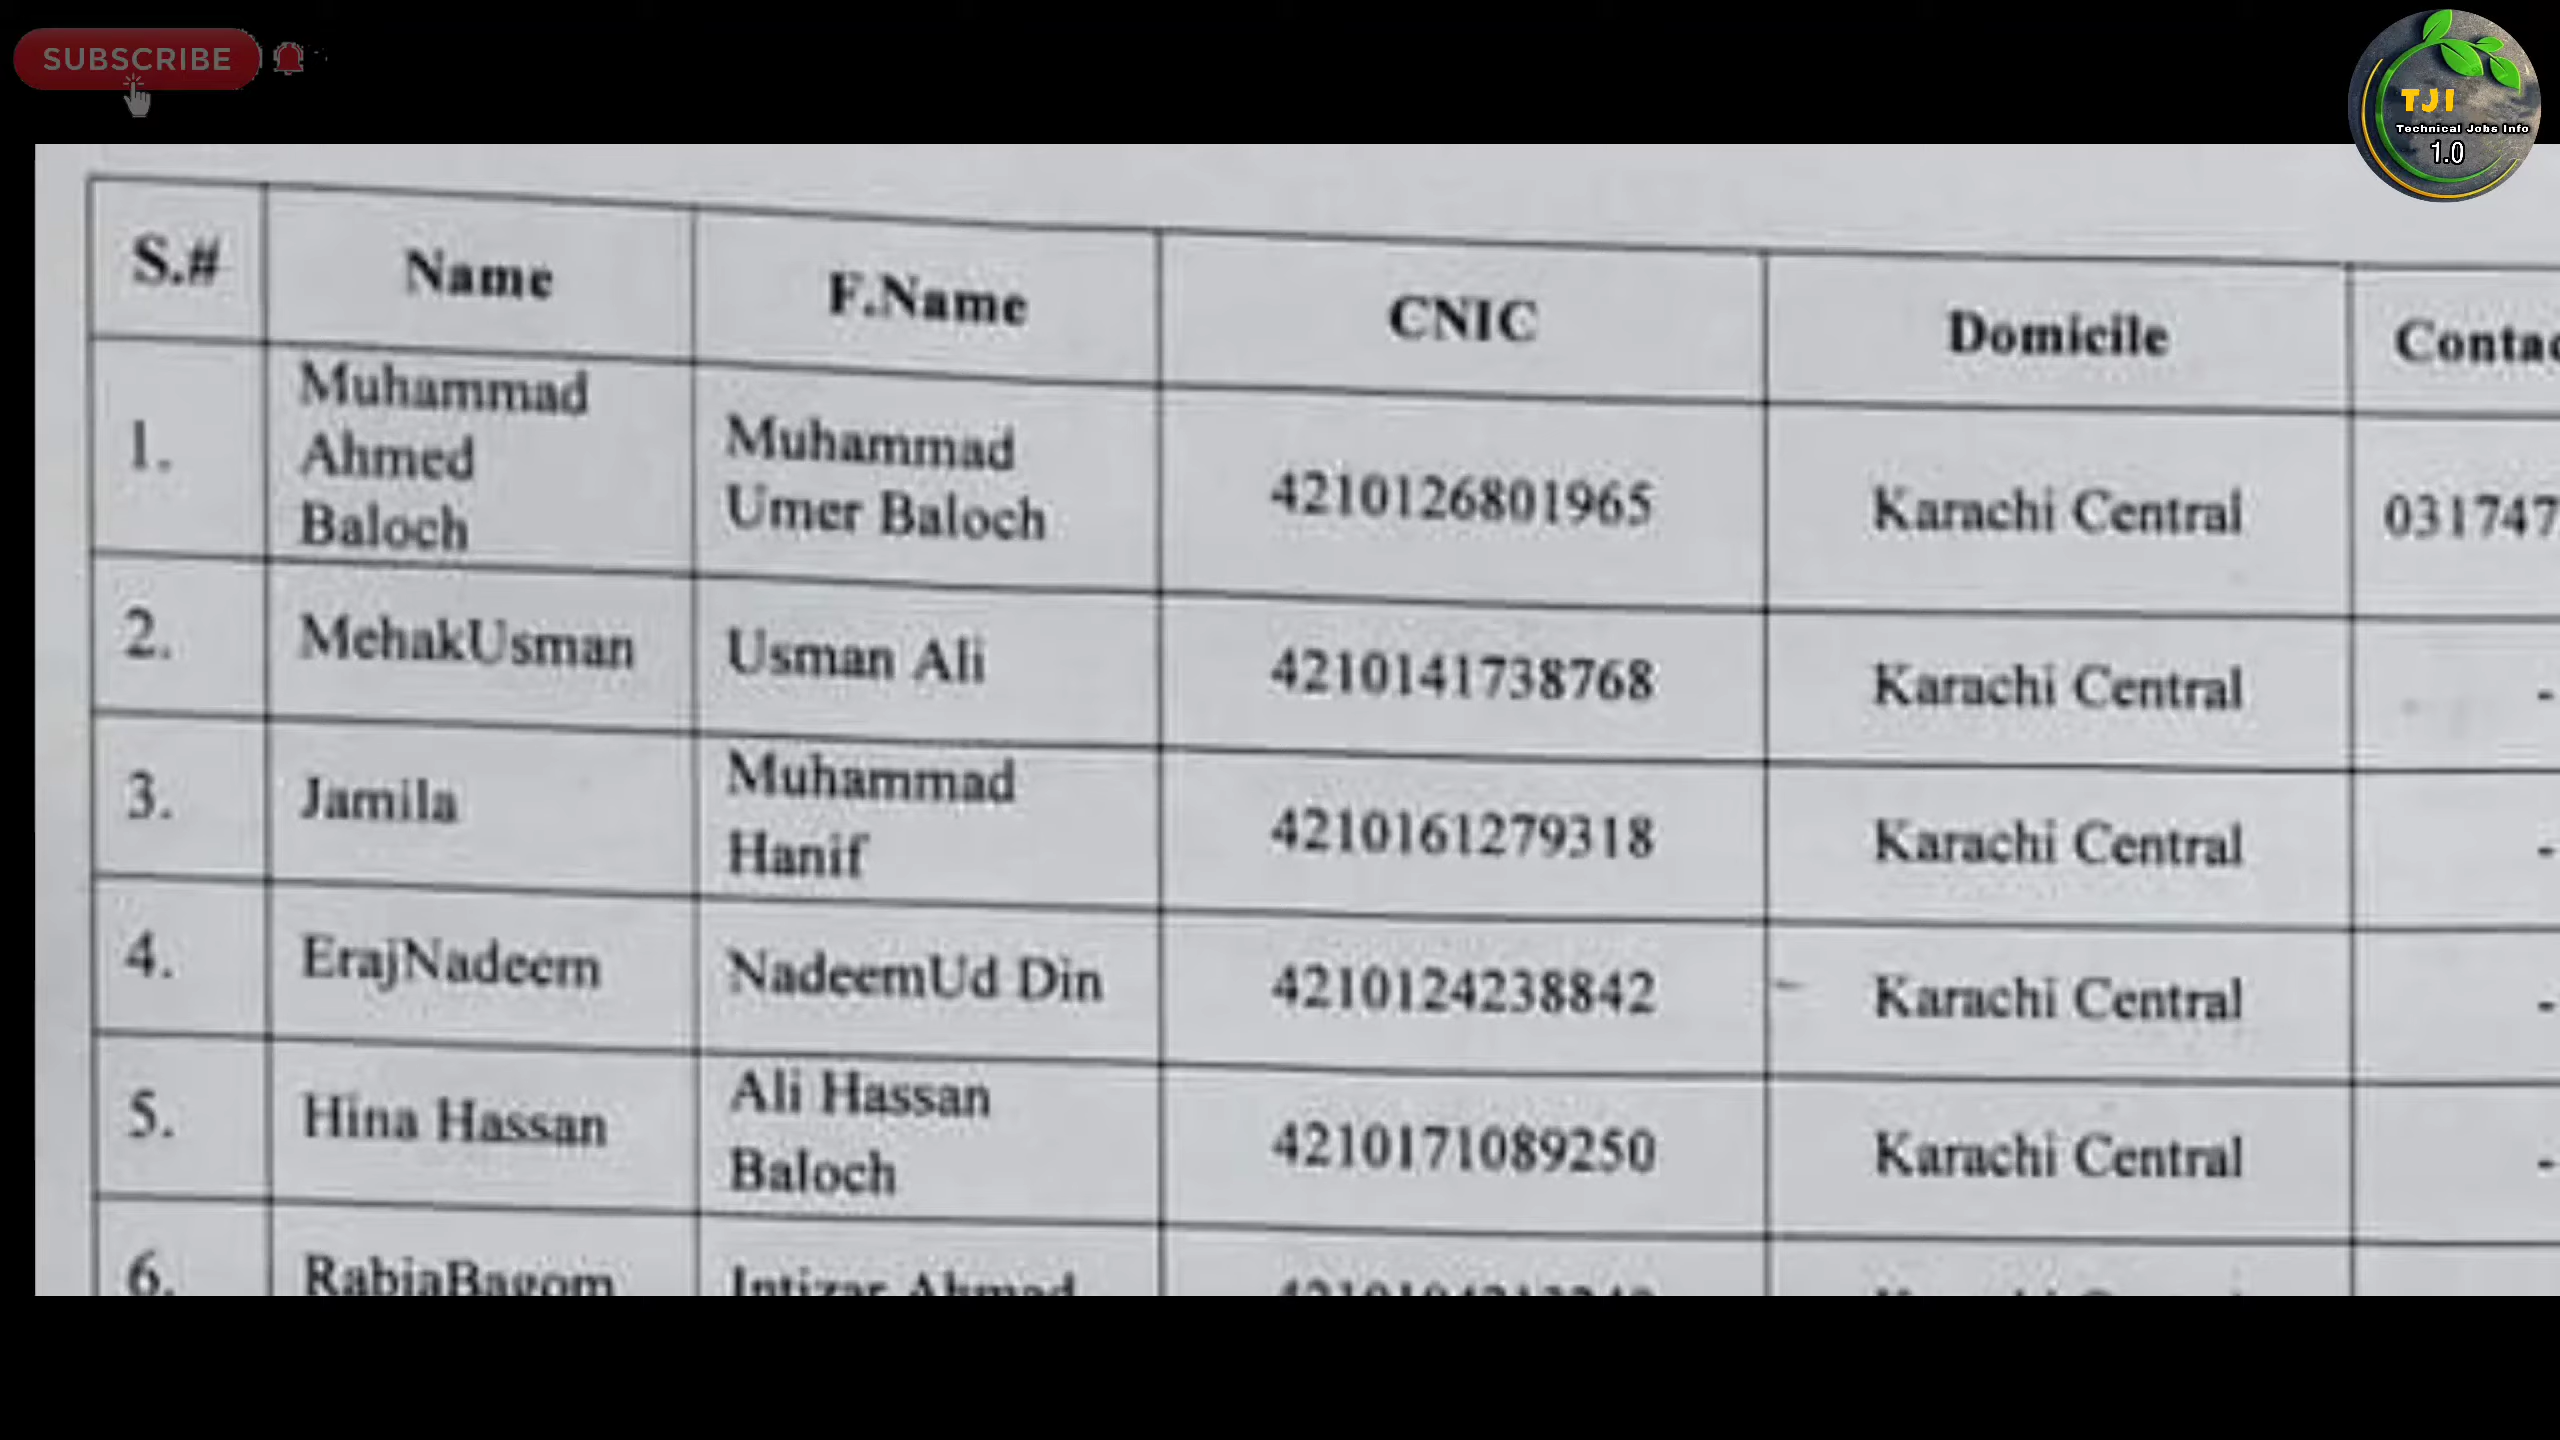 SUBSCRIBE
TJI
Technical Jobs Info
1.0
S.# Name F.Name CNIC Domicile
1. Muhammad Ahmed Baloch Muhammad Umer Baloch 4210126801965 Karachi Central 031747
2. MehakUsman Usman Ali 4210141738768 Karachi Central -
3. Jamila Muhammad Hanif 4210161279318 Karachi Central -
4. ErajNadeem NadeemUd Din 4210124238842 Karachi Central -
5. Hina Hassan Ali Hassan Baloch 4210171089250 Karachi Central -
6. Intizar Ahmad